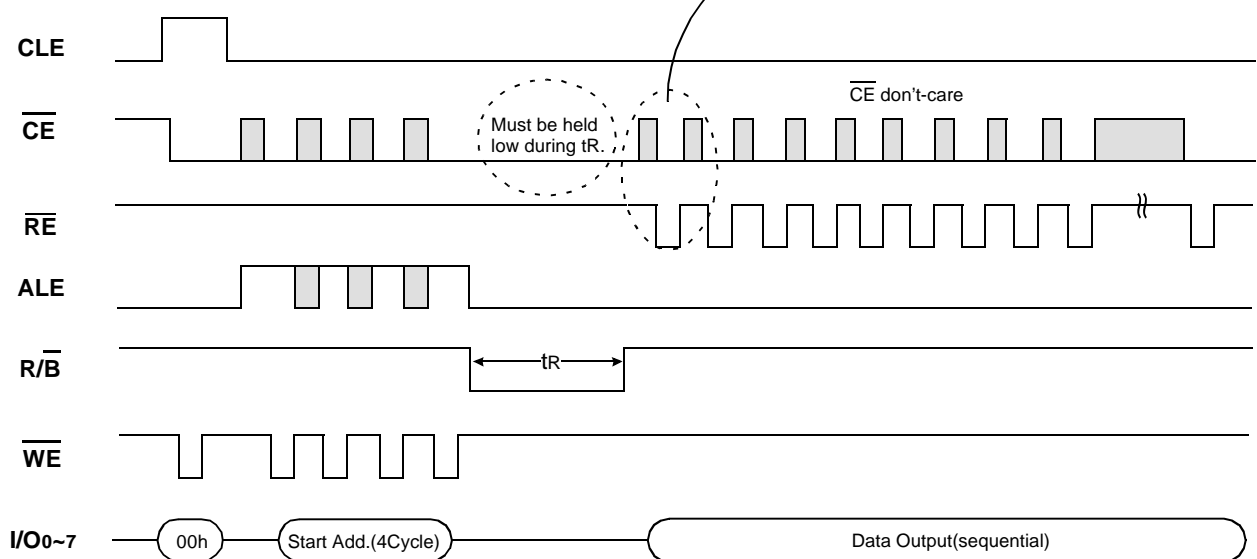 CLE
CE don't-care
CE
Must be held
low during tR.
RE
ALE
R/B
tR
WE
I/O0~7
00h
Start Add.(4Cycle)
Data Output(sequential)